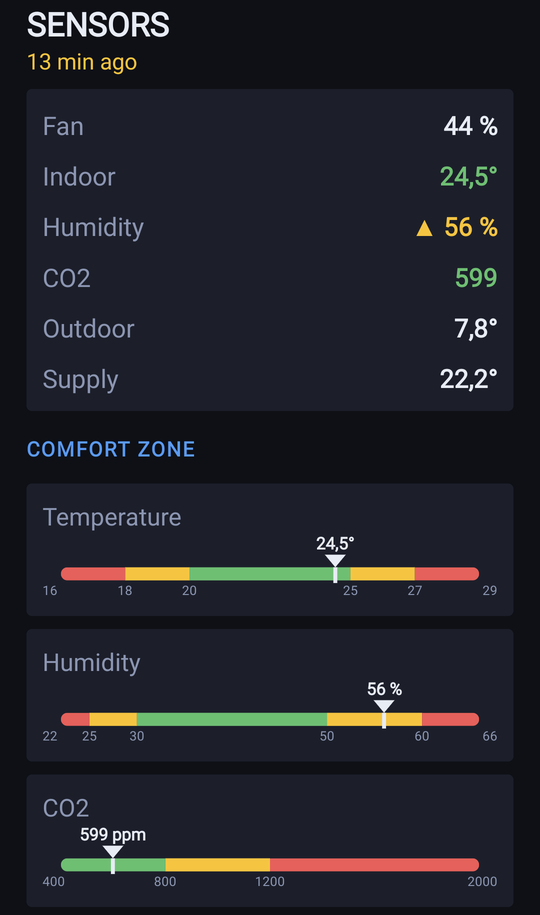 SENSORS
13 min ago
Fan 44 %
Indoor 24,5°
Humidity ▲ 56 %
CO2 599
Outdoor 7,8°
Supply 22,2°
COMFORT ZONE
Temperature
24,5°
16 18 20 25 27 29
Humidity
56 %
22 25 30 50 60 66
CO2
599 ppm
400 800 1200 2000